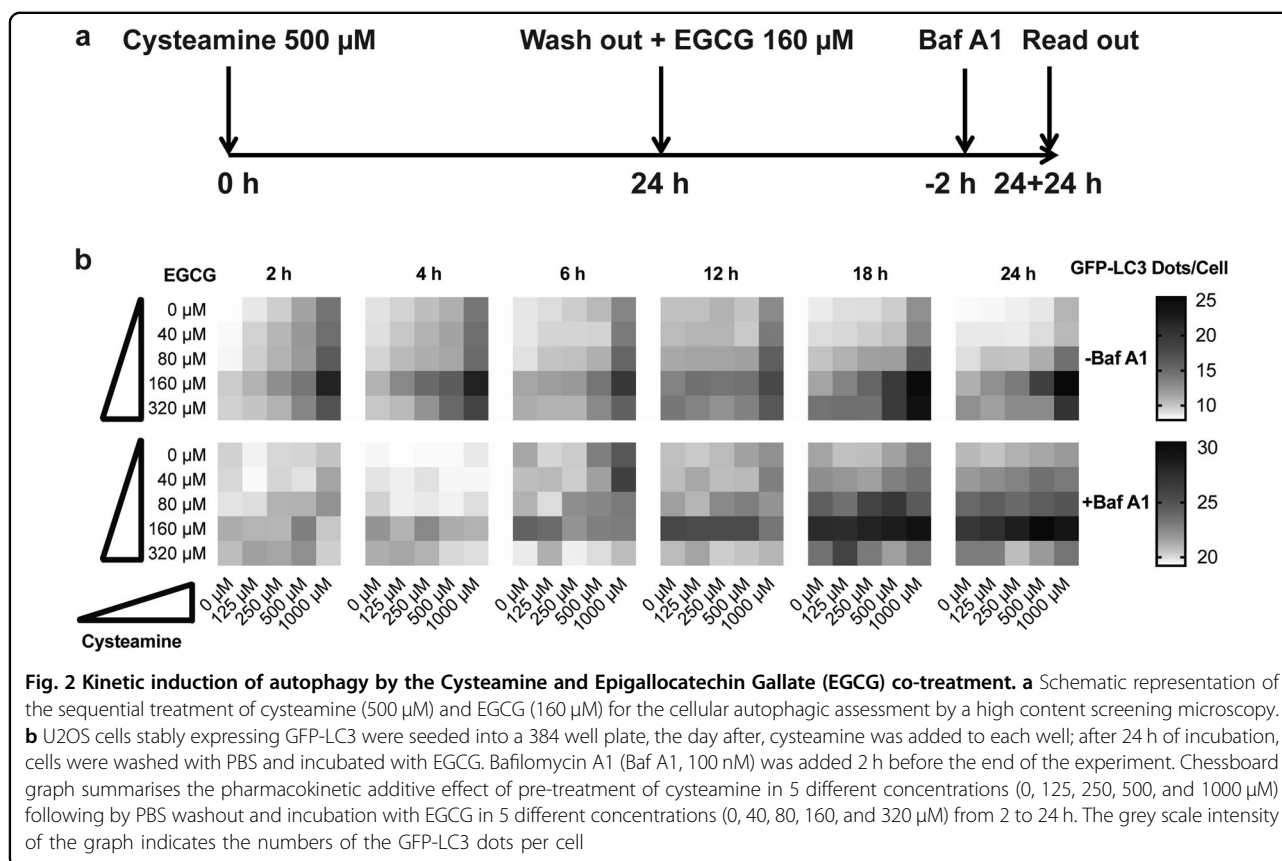 a
Cysteamine 500 µM Wash out + EGCG 160 µM Baf A1 Read out
0 h 24 h -2 h 24+24 h
b
EGCG 2 h 4 h 6 h 12 h 18 h 24 h GFP-LC3 Dots/Cell
0 µM
40 µM
80 µM
160 µM
320 µM
25
20
15
10
-Baf A1
0 µM
40 µM
80 µM
160 µM
320 µM
30
25
20
+Baf A1
0 µM 125 µM 250 µM 500 µM 1000 µM 0 µM 125 µM 250 µM 500 µM 1000 µM 0 µM 125 µM 250 µM 500 µM 1000 µM 0 µM 125 µM 250 µM 500 µM 1000 µM 0 µM 125 µM 250 µM 500 µM 1000 µM 0 µM 125 µM 250 µM 500 µM 1000 µM
Cysteamine
Fig. 2 Kinetic induction of autophagy by the Cysteamine and Epigallocatechin Gallate (EGCG) co-treatment. a Schematic representation of
the sequential treatment of cysteamine (500 µM) and EGCG (160 µM) for the cellular autophagic assessment by a high content screening microscopy.
b U2OS cells stably expressing GFP-LC3 were seeded into a 384 well plate, the day after, cysteamine was added to each well; after 24 h of incubation,
cells were washed with PBS and incubated with EGCG. Bafilomycin A1 (Baf A1, 100 nM) was added 2 h before the end of the experiment. Chessboard
graph summarises the pharmacokinetic additive effect of pre-treatment of cysteamine in 5 different concentrations (0, 125, 250, 500, and 1000 µM)
following by PBS washout and incubation with EGCG in 5 different concentrations (0, 40, 80, 160, and 320 µM) from 2 to 24 h. The grey scale intensity
of the graph indicates the numbers of the GFP-LC3 dots per cell